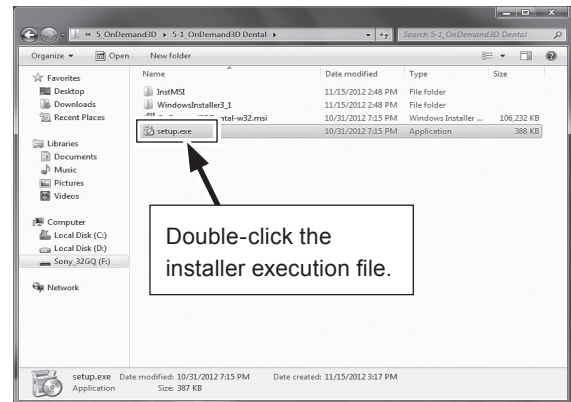 « 5_OnDemand3D ▸ 5-1_OnDemand3D Dental ▸
Search 5-1_OnDemand3D Dental
Organize ▾ Open New folder
Favorites
Desktop
Downloads
Recent Places
Libraries
Documents
Music
Pictures
Videos
Computer
Local Disk (C:)
Local Disk (D:)
Sony_32GQ (F:)
Network
Name Date modified Type Size
InstMSI 11/15/2012 2:48 PM File folder
WindowsInstaller3_1 11/15/2012 2:48 PM File folder
ntal-w32.msi 10/31/2012 7:15 PM Windows Installer ... 106,232 KB
setup.exe 10/31/2012 7:15 PM Application 388 KB
Double-click the
installer execution file.
setup.exe Date modified: 10/31/2012 7:15 PM Date created: 11/15/2012 3:17 PM
Application Size: 387 KB